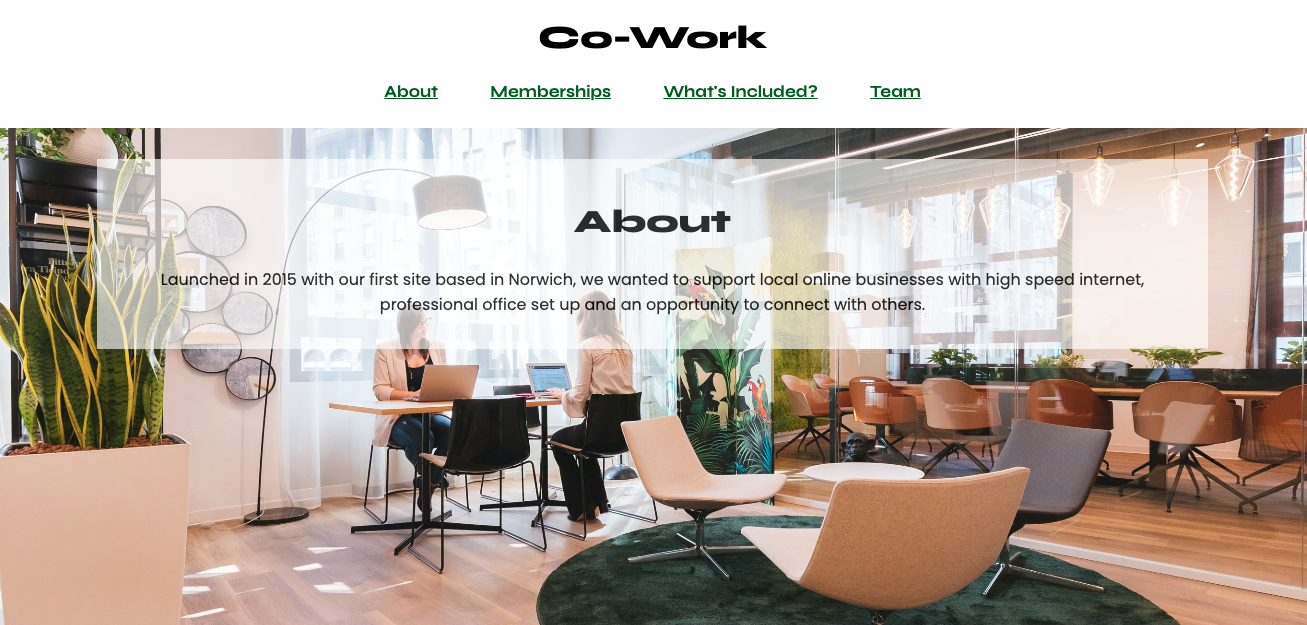 Co-Work
About Memberships What's Included? Team
About
Launched in 2015 with our first site based in Norwich, we wanted to support local online businesses with high speed internet,
professional office set up and an opportunity to connect with others.